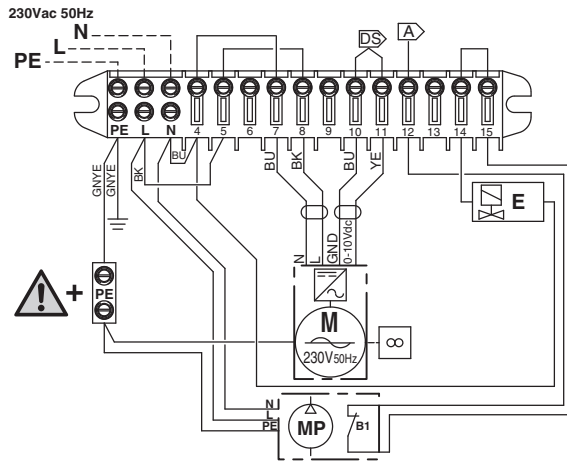 230Vac 50Hz
N
L
PE
DS
A
PE L N 4 5 6 7 8 9 10 11 12 13 14 15
GNYE
GNYE
BK
BU
BU
BK
BU
YE
E
N
L
GND
0-10Vdc
+
PE
M
230V50Hz
8
N
L
PE
MP
B1